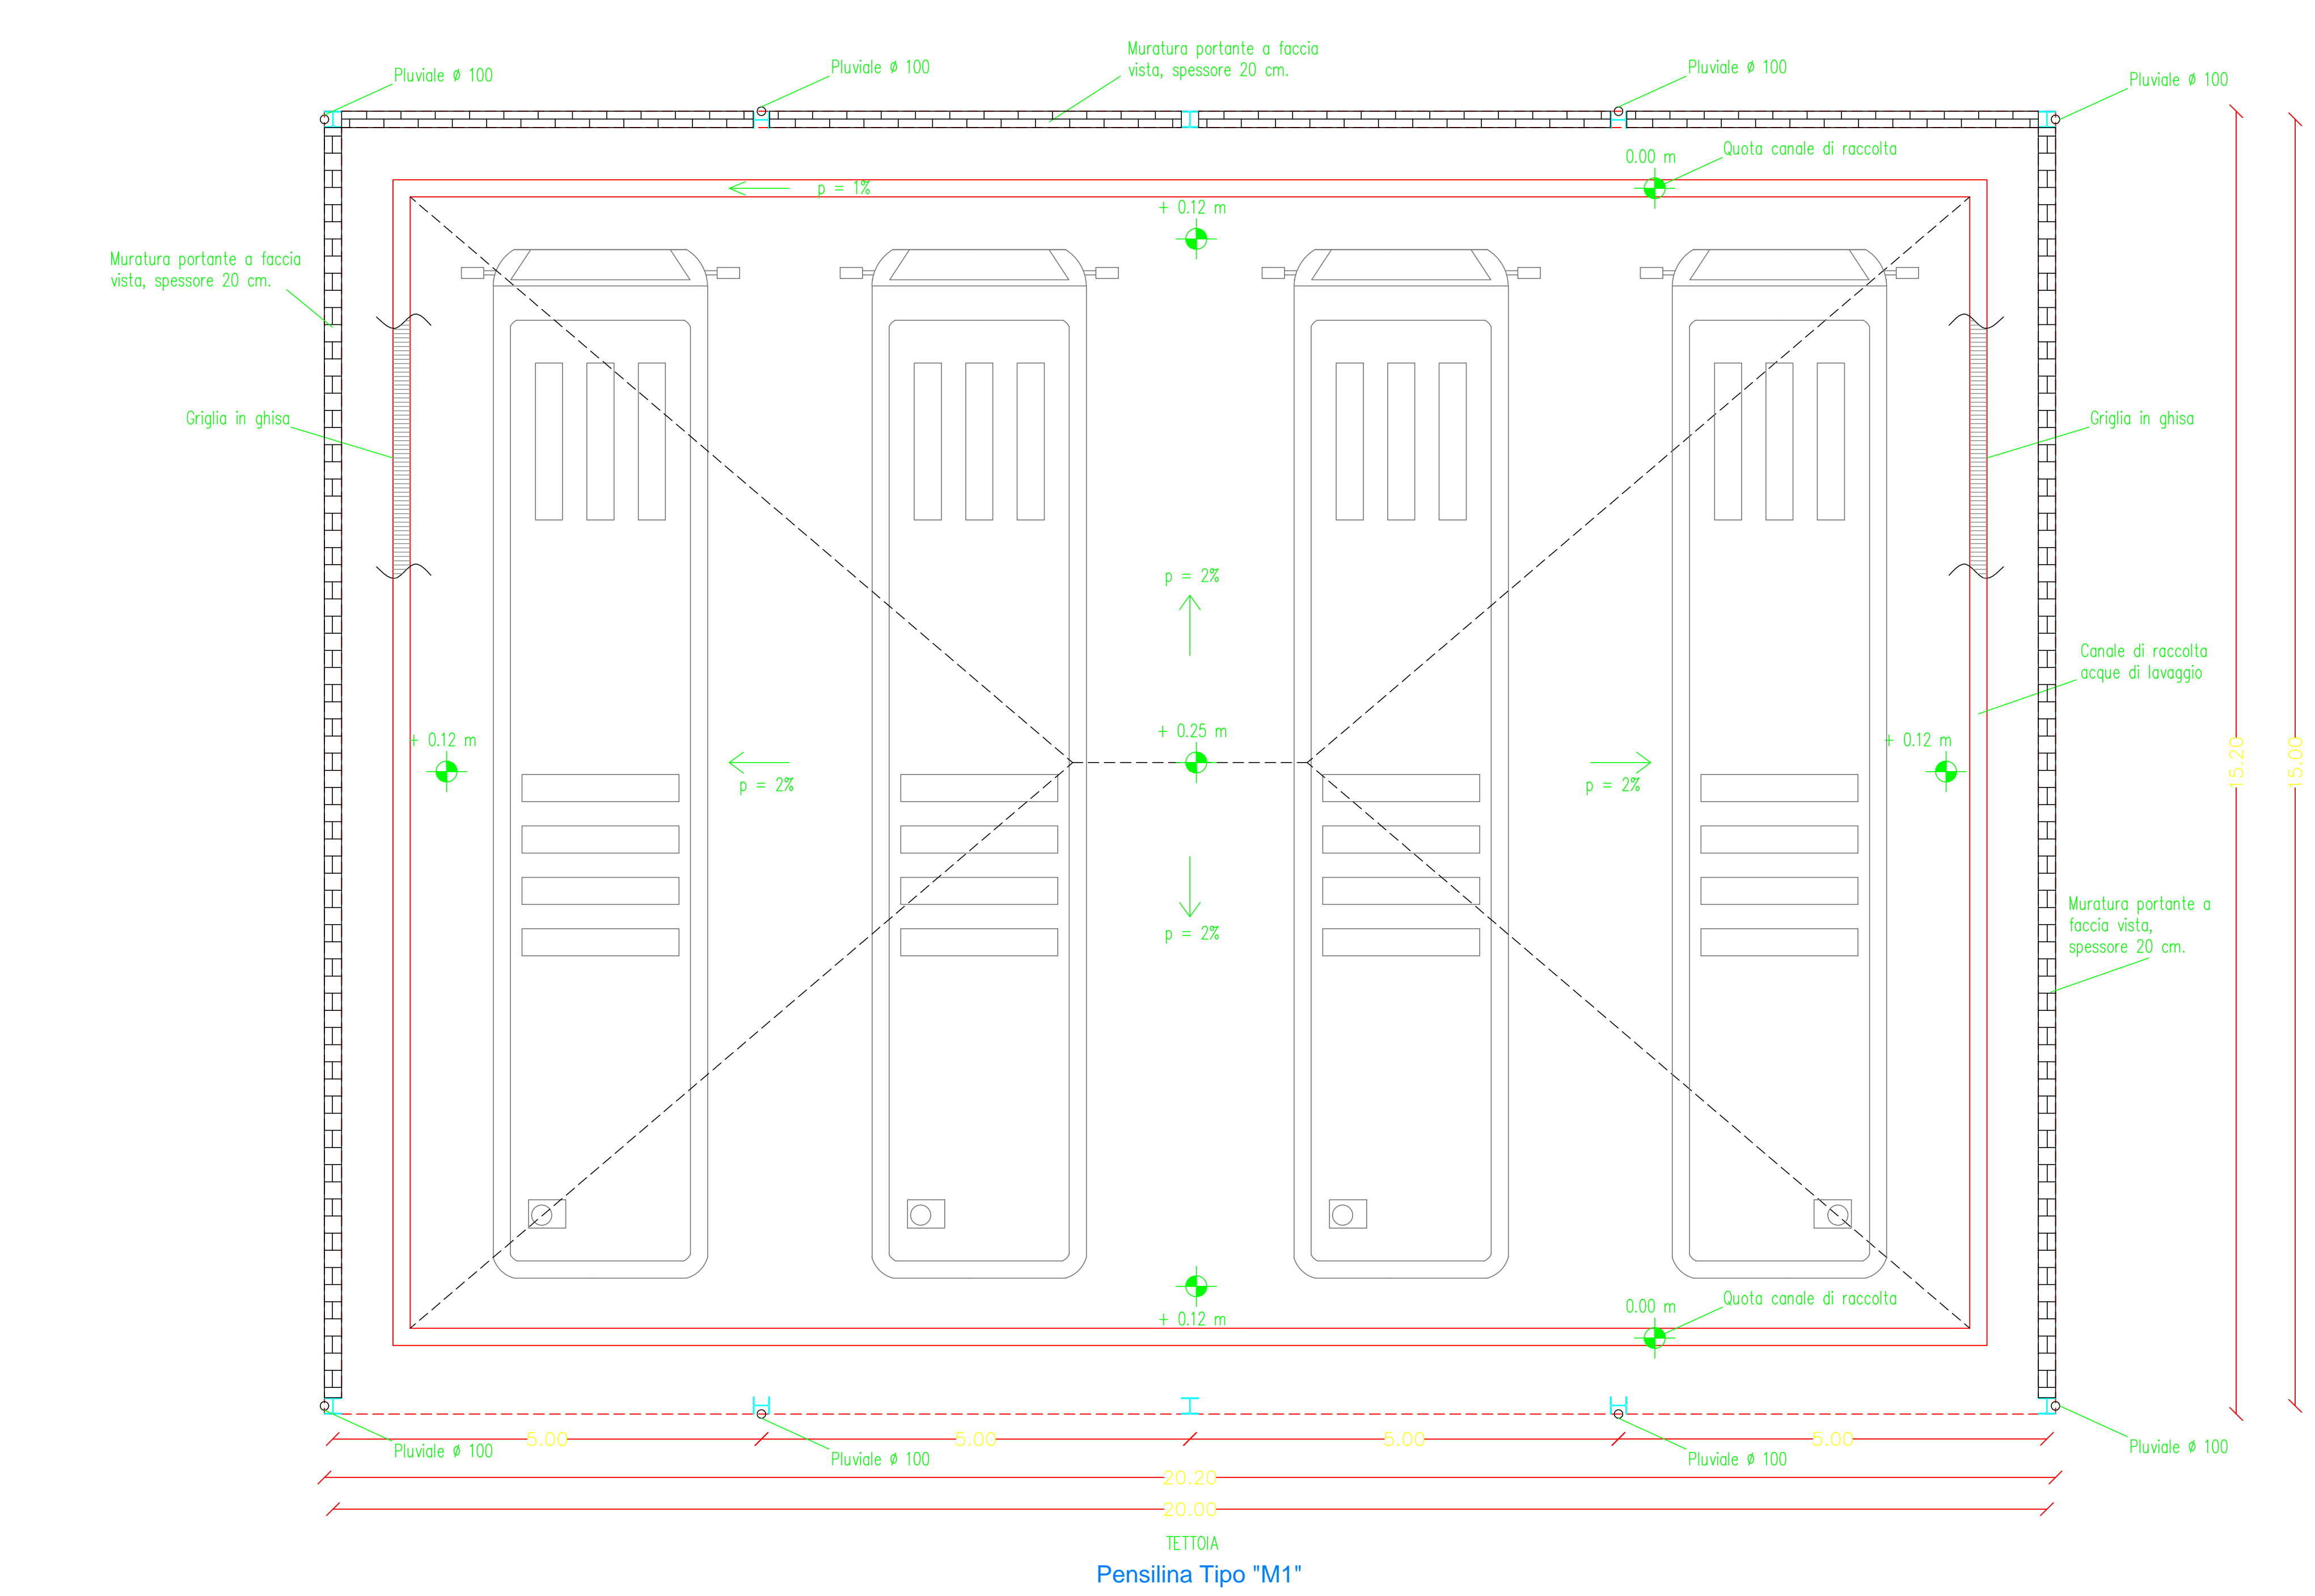 Muratura portante a faccia
vista, spessore 20 cm.
Pluviale Ø 100
Pluviale Ø 100
Pluviale Ø 100
Pluviale Ø 100
0.00 m
Quota canale di raccolta
p = 1%
+ 0.12 m
Muratura portante a faccia
vista, spessore 20 cm.
Griglia in ghisa
Griglia in ghisa
p = 2%
Canale di raccolta
acque di lavaggio
+ 0.12 m
+ 0.25 m
+ 0.12 m
15.20
15.00
p = 2%
p = 2%
Muratura portante a
faccia vista,
spessore 20 cm.
p = 2%
0.00 m
Quota canale di raccolta
+ 0.12 m
5.00
5.00
5.00
5.00
Pluviale Ø 100
Pluviale Ø 100
Pluviale Ø 100
Pluviale Ø 100
20.20
20.00
TETTOIA
Pensilina Tipo "M1"